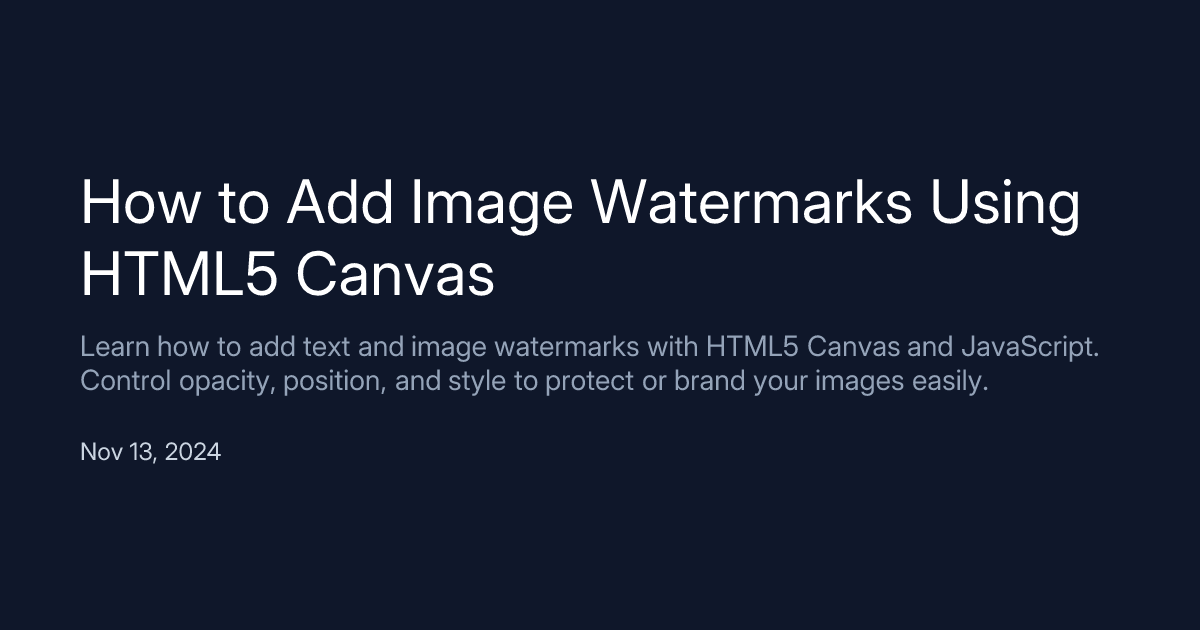 How to Add Image Watermarks Using
HTML5 Canvas
Learn how to add text and image watermarks with HTML5 Canvas and JavaScript.
Control opacity, position, and style to protect or brand your images easily.
Nov 13, 2024